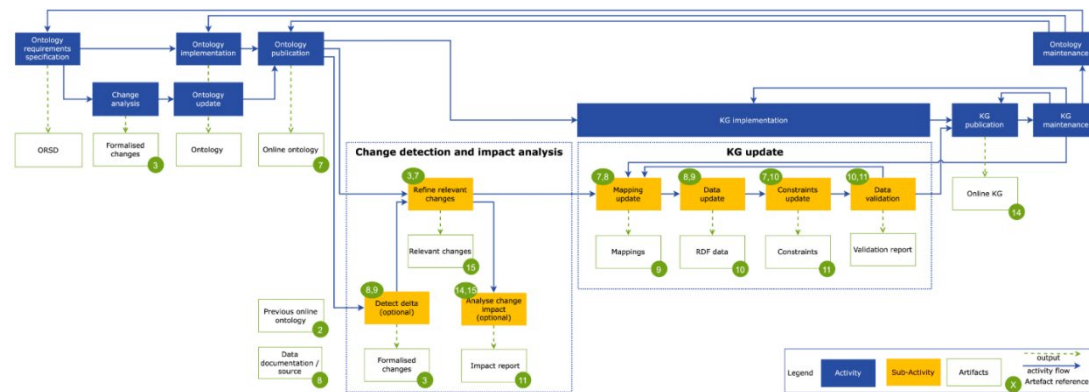 Ontology
requirements
specification
Ontology
implementation
Ontology
publication
Ontology
maintenance
Change
analysis
Ontology
update
KG implementation
KG
publication
KG
maintenance
ORSD
Formalised
changes
3
Ontology
Online ontology
7
Change detection and impact analysis
3,7
Refine relevant
changes
Relevant changes
15
8,9
Detect delta
(optional)
14,15
Analyse change
impact
(optional)
Formalised
changes
3
Impact report
11
KG update
7,8
Mapping
update
8,9
Data
update
7,10
Constraints
update
10,11
Data
validation
Mappings
9
RDF data
10
Constraints
11
Validation report
Online KG
14
Previous online
ontology
2
Data
documentation /
source
8
Legend
Activity
Sub-Activity
Artifacts
output
activity flow
X
Artefact reference